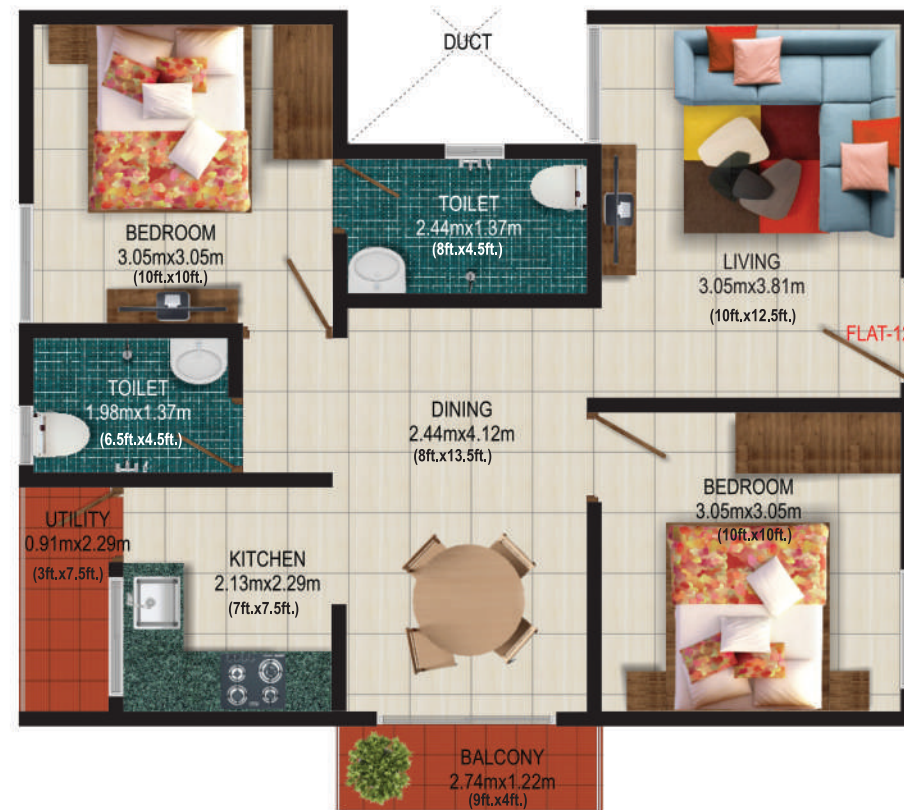 DUCT
TOILET
2.44mx1.37m
(8ft.x4.5ft.)
BEDROOM
3.05mx3.05m
(10ft.x10ft.)
LIVING
3.05mx3.81m
(10ft.x12.5ft.)
FLAT-12
TOILET
1.98mx1.37m
(6.5ft.x4.5ft.)
DINING
2.44mx4.12m
(8ft.x13.5ft.)
BEDROOM
3.05mx3.05m
(10ft.x10ft.)
UTILITY
0.91mx2.29m
(3ft.x7.5ft.)
KITCHEN
2.13mx2.29m
(7ft.x7.5ft.)
BALCONY
2.74mx1.22m
(9ft.x4ft.)